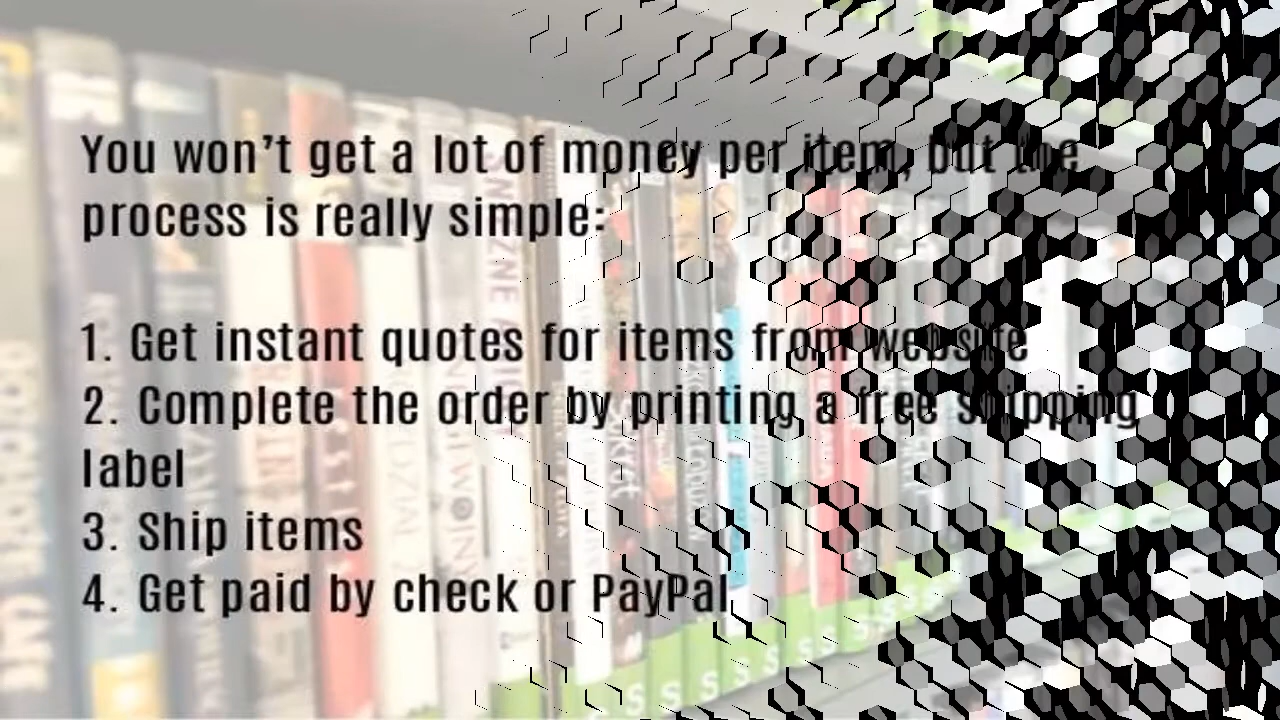 You won't get a lot of money per item, but the
process is really simple:
1. Get instant quotes for items from website
2. Complete the order by printing a free shipping
label
3. Ship items
4. Get paid by check or PayPal
S S S S S S S S